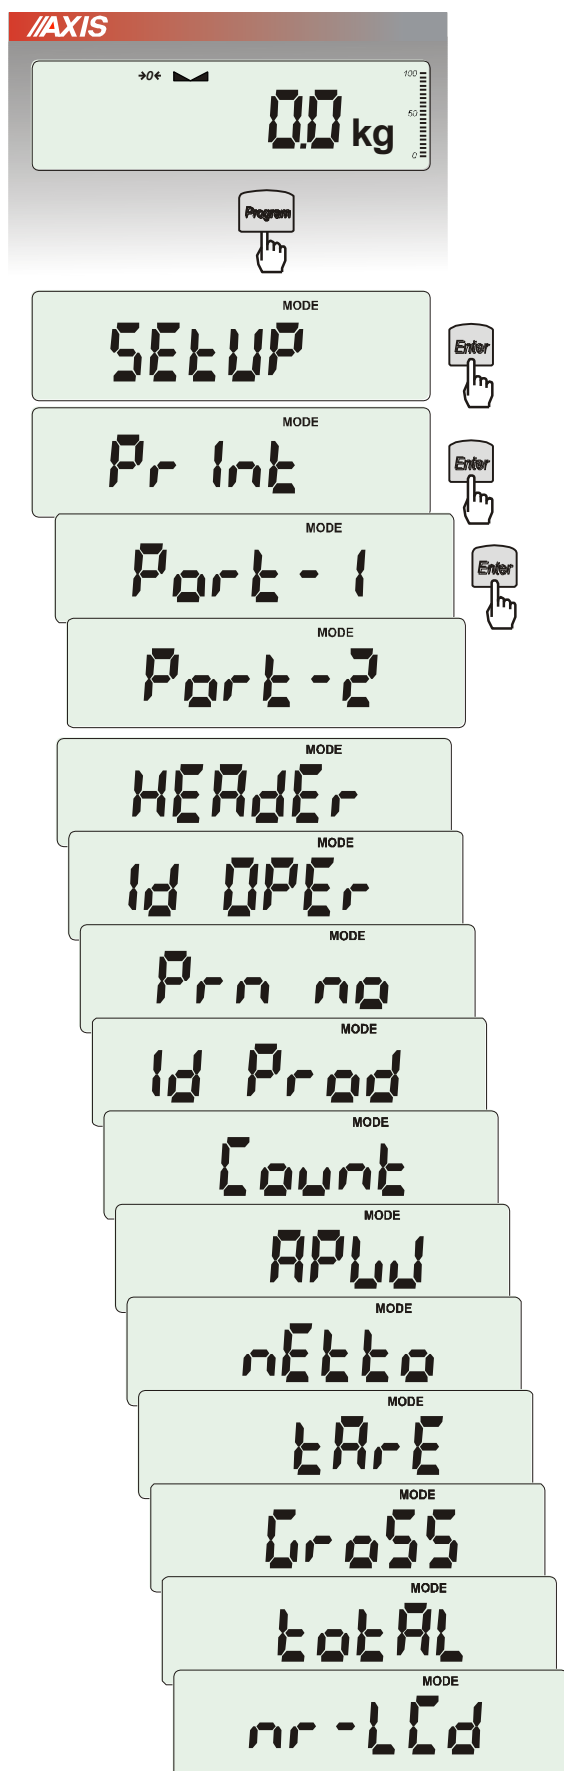 AXIS
→0←
100
0.0 kg
50
0
Program
MODE
SEtUP
Enter
MODE
PrInt
Enter
MODE
Port-1
Enter
MODE
Port-2
MODE
HEAdEr
MODE
Id OPEr
MODE
Prn no
MODE
Id Prod
MODE
Count
MODE
APW
MODE
nEtto
MODE
tArE
MODE
GroSS
MODE
totAL
MODE
nr-LCd